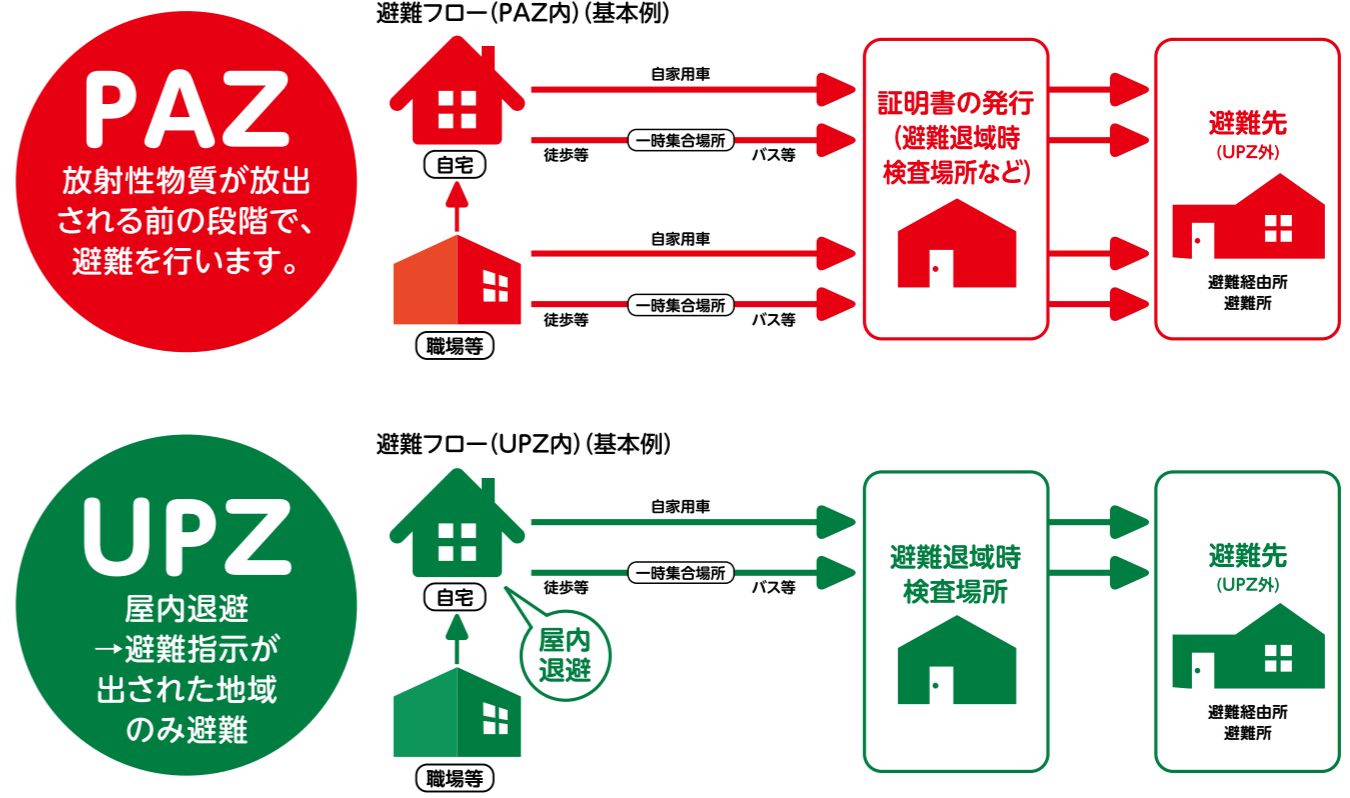 避難フロー(PAZ内)(基本例)
PAZ
放射性物質が放出
される前の段階で、
避難を行います。
自宅
職場等
自家用車
徒歩等
一時集合場所
バス等
自家用車
徒歩等
一時集合場所
バス等
証明書の発行
(避難退域時
検査場所など)
避難先
(UPZ外)
避難経由所
避難所
避難フロー(UPZ内)(基本例)
UPZ
屋内退避
→避難指示が
出された地域
のみ避難
自宅
屋内
退避
職場等
自家用車
徒歩等
一時集合場所
バス等
避難退域時
検査場所
避難先
(UPZ外)
避難経由所
避難所